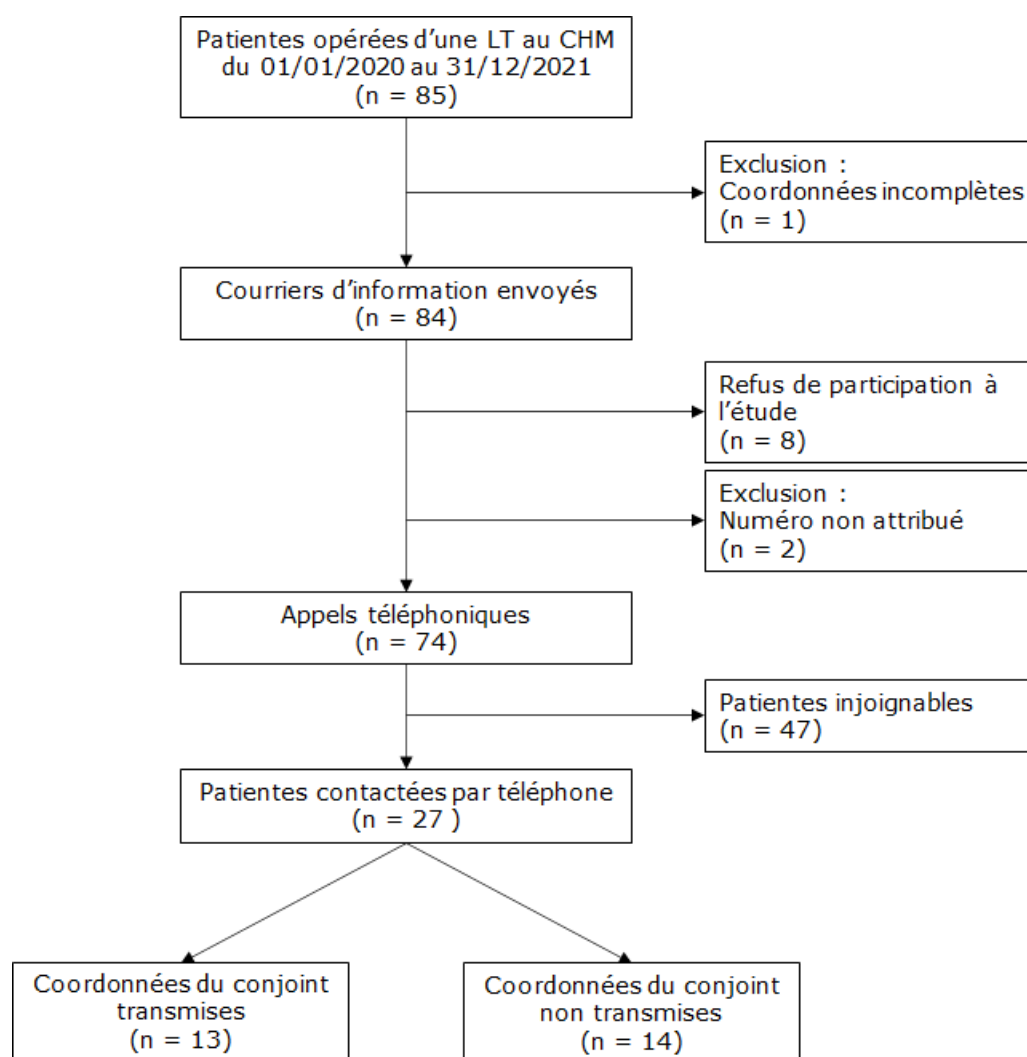 Patientes opérées d’une LT au CHM
du 01/01/2020 au 31/12/2021
(n = 85)
Exclusion :
Coordonnées incomplètes
(n = 1)
Courriers d’information envoyés
(n = 84)
Refus de participation à
l’étude
(n = 8)
Exclusion :
Numéro non attribué
(n = 2)
Appels téléphoniques
(n = 74)
Patientes injoignables
(n = 47)
Patientes contactées par téléphone
(n = 27 )
Coordonnées du conjoint
transmises
(n = 13)
Coordonnées du conjoint
non transmises
(n = 14)